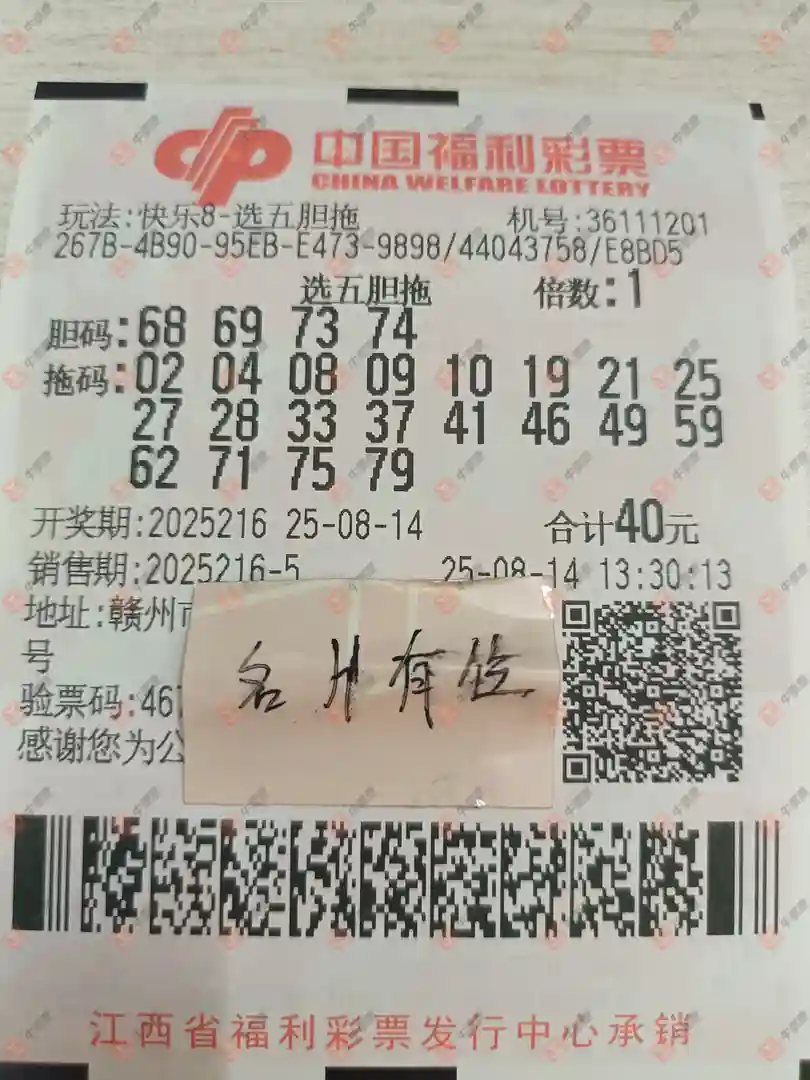 中国福利彩票
CHINA WELFARE LOTTERY
玩法:快乐8-选五胆拖 机号:36111201
267B-4B90-95EB-E473-9898/44043758/E8BD5
选五胆拖 倍数:1
胆码:68 69 73 74
拖码:02 04 08 09 10 19 21 25
27 28 33 37 41 46 49 59
62 71 75 79
开奖期:2025216 25-08-14 合计40元
销售期:2025216-5 25-08-14 13:30:13
地址:赣州
号
验票码:46
感谢您为公
名片有位
江西省福利彩票发行中心承销